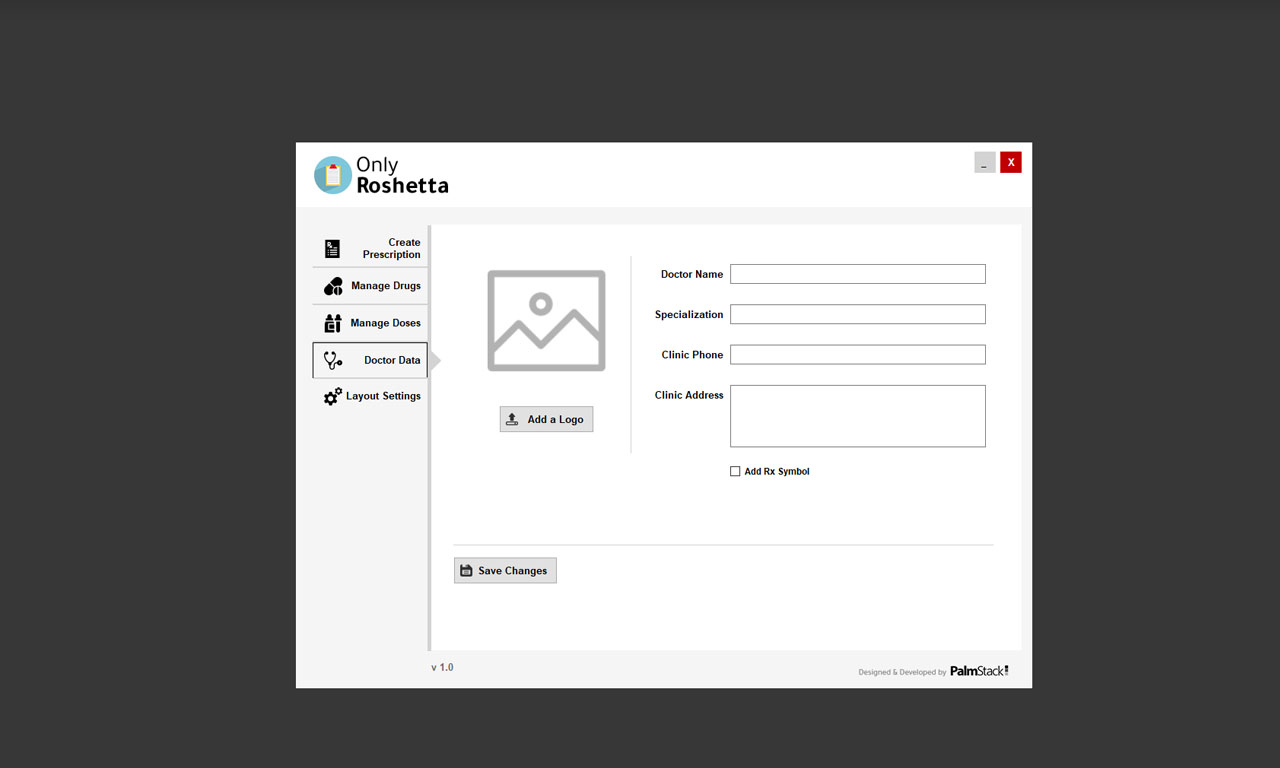 Only
Roshetta
_
X
Create
Prescription
Manage Drugs
Manage Doses
Doctor Data
Layout Settings
Add a Logo
Doctor Name
Specialization
Clinic Phone
Clinic Address
Add Rx Symbol
Save Changes
v 1.0
Designed & Developed by PalmStack!